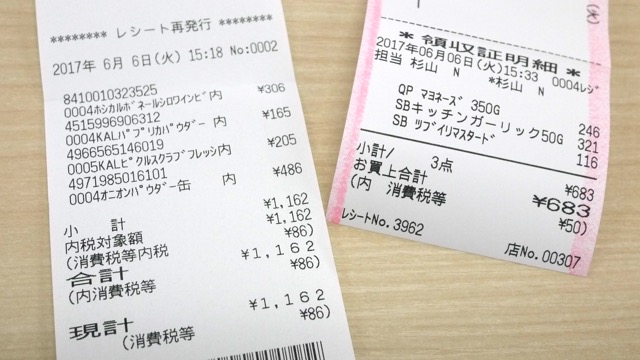 ******** レシート再発行 ********
2017年 6月 6日(火) 15:18 No:0002
8410010323525
0004ホシカルボネールシロワインビ内 ¥306
4515996906312
0004KALパプリカパウダー 内 ¥165
4966565146019
0005KALピクルスクラブフレッシ内 ¥205
4971985016101
0004オニオンパウダー缶 内 ¥486
小 計 ¥1,162
内税対象額 ¥1,162
(消費税等内税 ¥86)
合計 ¥1,162
(内消費税等 ¥86)
現計 ¥1,162
(消費税等 ¥86)
(火)
*領収証明細*
2017年06月06日(火)15:33 0004レジ
担当 杉山 N *杉山 N
QP マヨネーズ 350G 246
SBキッチンガーリック50G 321
SB ツブイリマスタード 116
小計/ 3点 ¥683
お買上合計 ¥683
(内 消費税等 ¥50)
レシートNo.3962 店No.00307